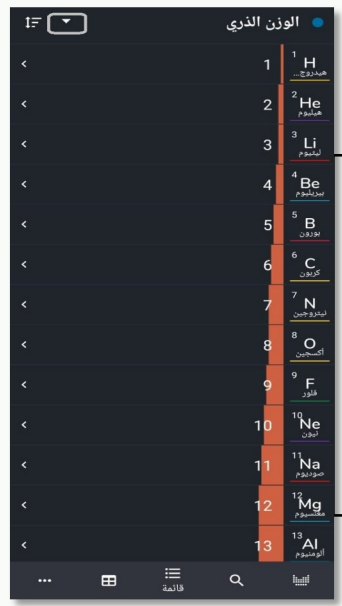 الوزن الذري
1 H 1
هيدروج...
2 He 2
هيليوم
3 Li 3
ليتيوم
4 Be 4
بيريليوم
5 B 5
بورون
6 C 6
كربون
7 N 7
نيتروجين
8 O 8
أكسجين
9 F 9
فلور
10 Ne 10
نيون
11 Na 11
صوديوم
12 Mg 12
مغنسيوم
13 Al 13
ألومنيوم
قائمة